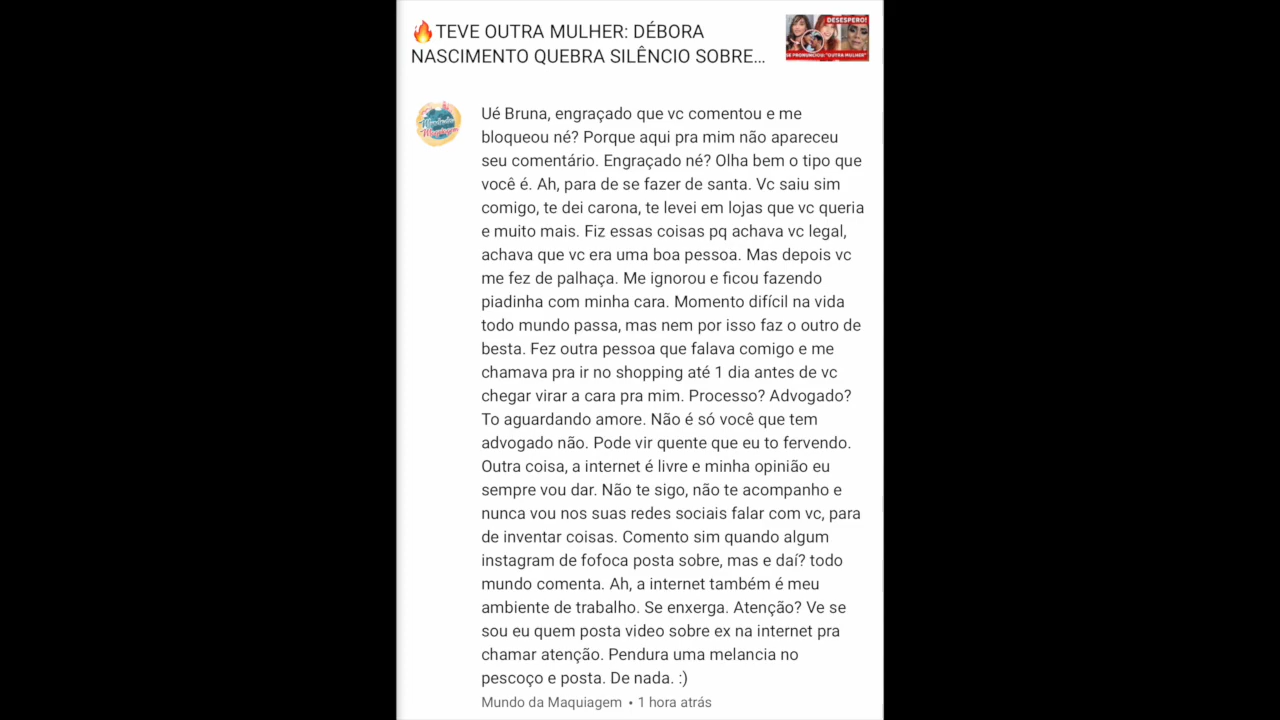 🔥TEVE OUTRA MULHER: DÉBORA
NASCIMENTO QUEBRA SILÊNCIO SOBRE...
DESESPERO!
SE PRONUNCIOU: "OUTRA MULHER"
Ué Bruna, engraçado que vc comentou e me
bloqueou né? Porque aqui pra mim não apareceu
seu comentário. Engraçado né? Olha bem o tipo que
você é. Ah, para de se fazer de santa. Vc saiu sim
comigo, te dei carona, te levei em lojas que vc queria
e muito mais. Fiz essas coisas pq achava vc legal,
achava que vc era uma boa pessoa. Mas depois vc
me fez de palhaça. Me ignorou e ficou fazendo
piadinha com minha cara. Momento difícil na vida
todo mundo passa, mas nem por isso faz o outro de
besta. Fez outra pessoa que falava comigo e me
chamava pra ir no shopping até 1 dia antes de vc
chegar virar a cara pra mim. Processo? Advogado?
To aguardando amore. Não é só você que tem
advogado não. Pode vir quente que eu to fervendo.
Outra coisa, a internet é livre e minha opinião eu
sempre vou dar. Não te sigo, não te acompanho e
nunca vou nos suas redes sociais falar com vc, para
de inventar coisas. Comento sim quando algum
instagram de fofoca posta sobre, mas e daí? todo
mundo comenta. Ah, a internet também é meu
ambiente de trabalho. Se enxerga. Atenção? Ve se
sou eu quem posta video sobre ex na internet pra
chamar atenção. Pendura uma melancia no
pescoço e posta. De nada. :)
Mundo da Maquiagem • 1 hora atrás